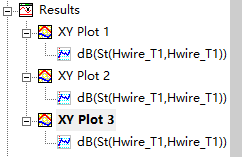 Results
XY Plot 1
dB(St(Hwire_T1,Hwire_T1))
XY Plot 2
dB(St(Hwire_T1,Hwire_T1))
XY Plot 3
dB(St(Hwire_T1,Hwire_T1))